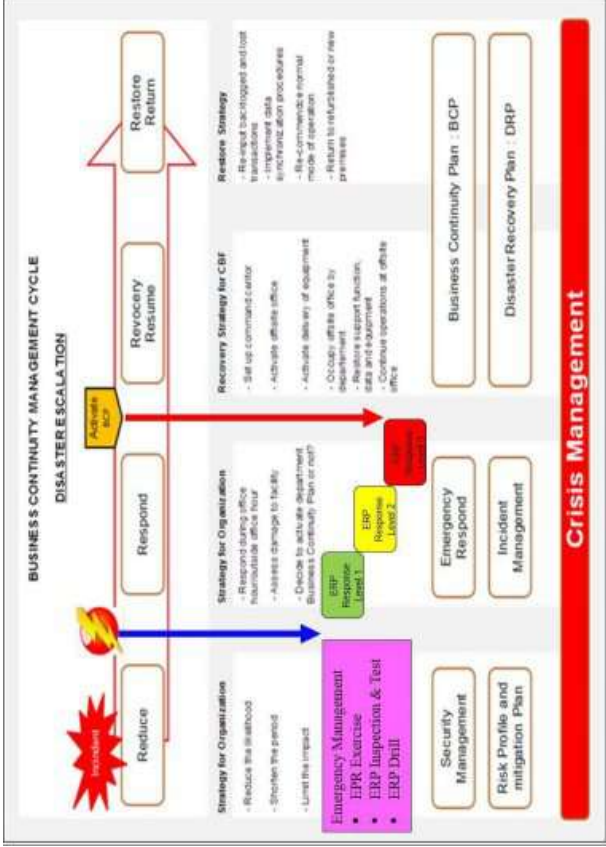 BUSINESS CONTINUITY MANAGEMENT CYCLE
DISASTER ESCALATION
Incindent
Activate
BCP
Reduce
Respond
Revocery
Resume
Restore
Return
Strategy for Organization
- Reduce the likelihood
- Shorten the period
- Limit the impact
Strategy for Organization
- Respond during office
hour/outside office hour
- Assess damage to facility
- Decide to activate department
Business Continuity Plan or not?
Recovery Strategy for CBF
- Set up command center
- Activate offsite office
- Activate delivery of equipment
- Occupy offsite office by
departement
- Restore support function,
data and equipment
- Continue operations at offsite
office
Restore Strategy
- Re-input backlogged and lost
transactions
- Implement data
synchronization procedures
- Re-commendce normal
mode of operation
- Return to refurbished or new
premises
Emergency Management
• EPR Exercise
• ERP Inspection & Test
• ERP Drill
ERP
Response
Level 1
ERP
Response
Level 2
ERP
Response
Security
Management
Emergency
Respond
Business Continuity Plan : BCP
Risk Profile and
mitigation Plan
Incident
Management
Disaster Recovery Plan : DRP
Crisis Management